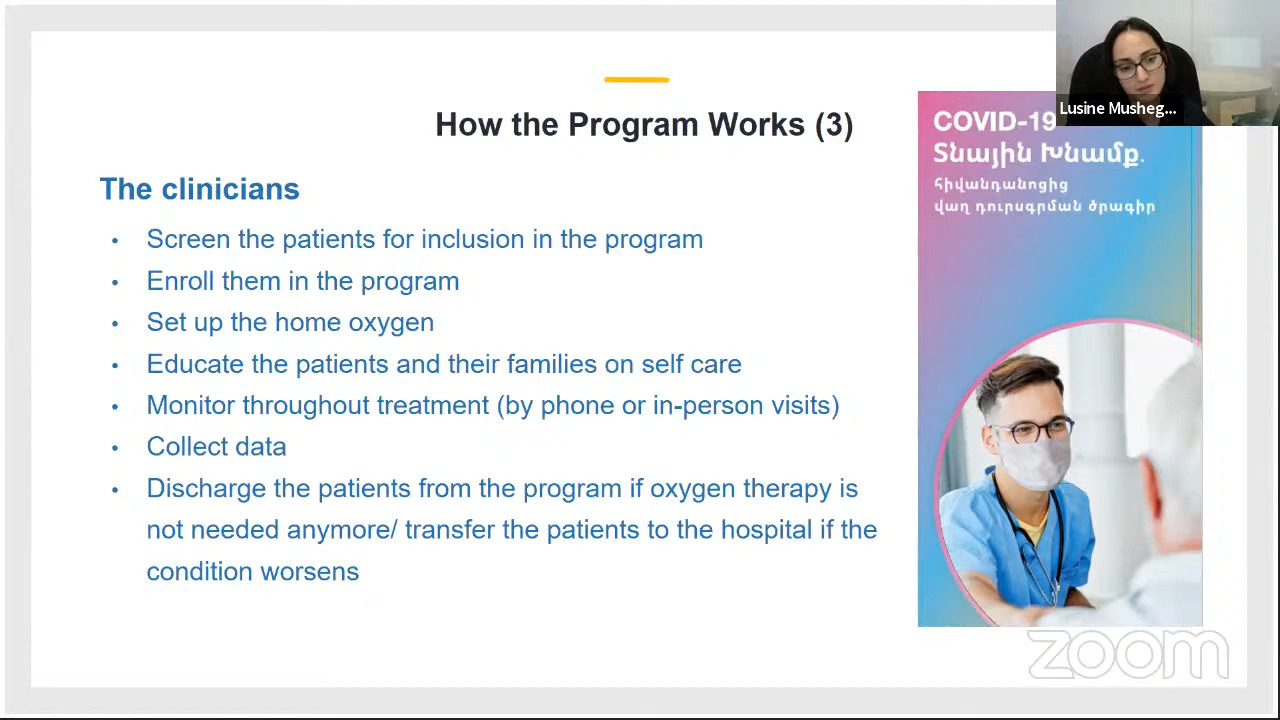 Lusine Musheg...
How the Program Works (3)
The clinicians
• Screen the patients for inclusion in the program
• Enroll them in the program
• Set up the home oxygen
• Educate the patients and their families on self care
• Monitor throughout treatment (by phone or in-person visits)
• Collect data
• Discharge the patients from the program if oxygen therapy is
not needed anymore/ transfer the patients to the hospital if the
condition worsens
COVID-19
Տնային Խնամք.
հիվանդանոցից
վաղ դուրսգրման ծրագիր
zoom